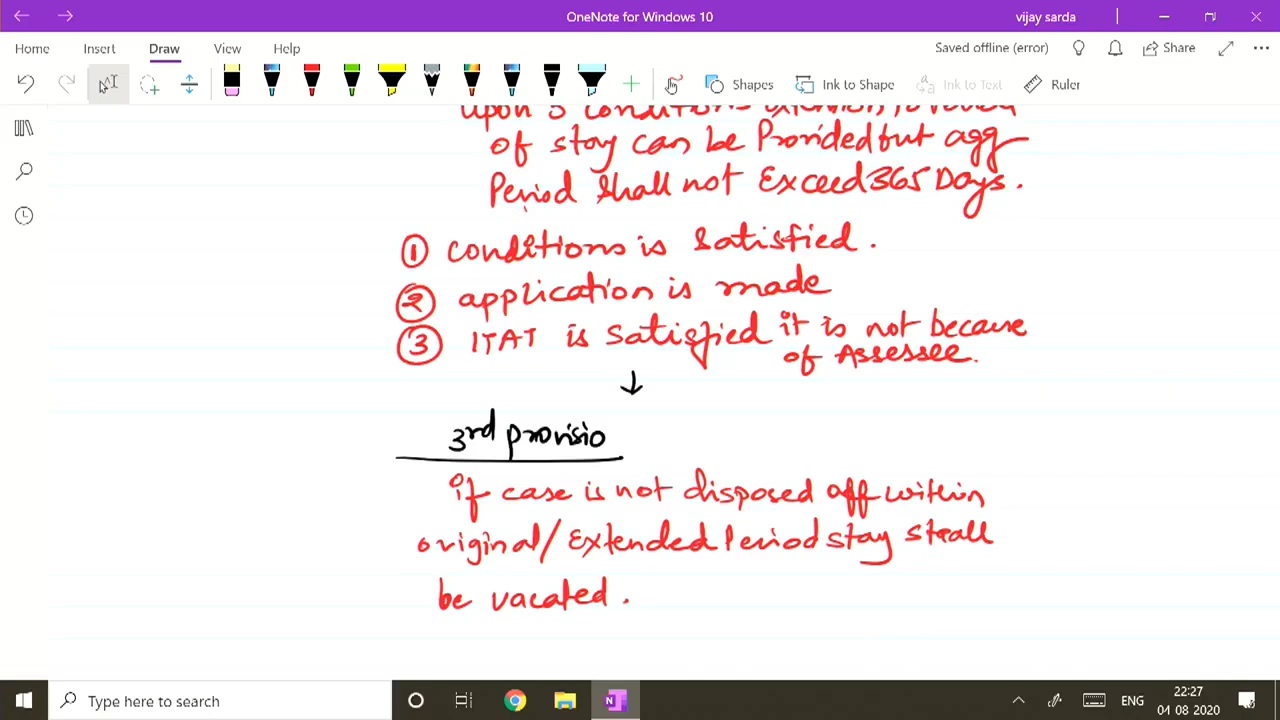 OneNote for Windows 10
vijay sarda
Home Insert Draw View Help
Saved offline (error)
Share
Shapes
Ink to Shape
Ink to Text
Ruler
upon 3 conditions
of stay can be Provided but agg
Period shall not Exceed 365 Days.
① conditions is satisfied.
② application is made
③ ITAT is satisfied it is not because
of Assessee.
↓
3rd provisio
if case is not disposed off within
original/Extended Period stay shall
be vacated.
Type here to search
ENG
22:27
04-08-2020